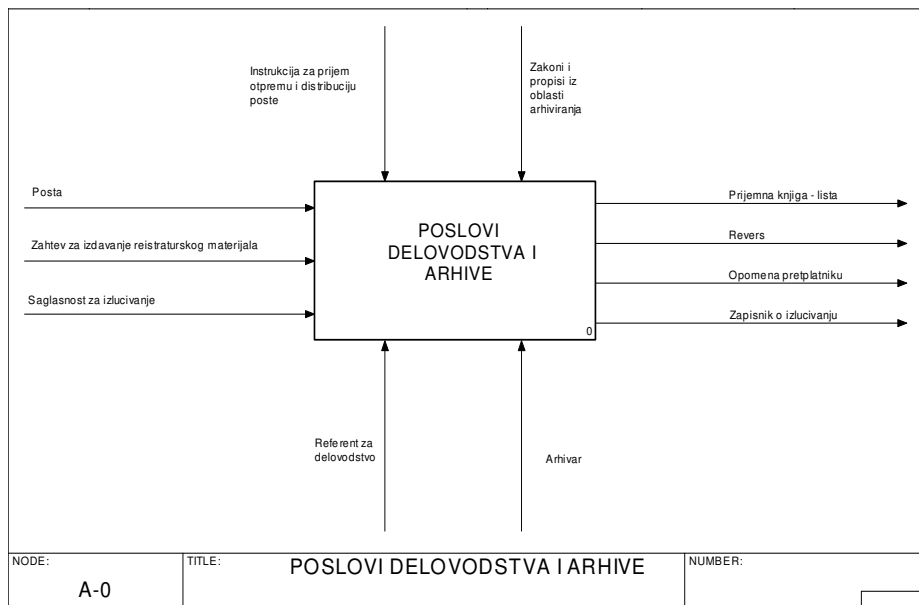 Instrukcija za prijem
otpremu i distribuciju
poste
Zakoni i
propisi iz
oblasti
arhiviranja
Posta
Zahtev za izdavanje reistraturskog materijala
Saglasnost za izlucivanje
POSLOVI
DELOVODSTVA I
ARHIVE
0
Prijemna knjiga - lista
Revers
Opomena pretplatniku
Zapisnik o izlucivanju
Referent za
delovodstvo
Arhivar
NODE:
A-0
TITLE:
POSLOVI DELOVODSTVA I ARHIVE
NUMBER: